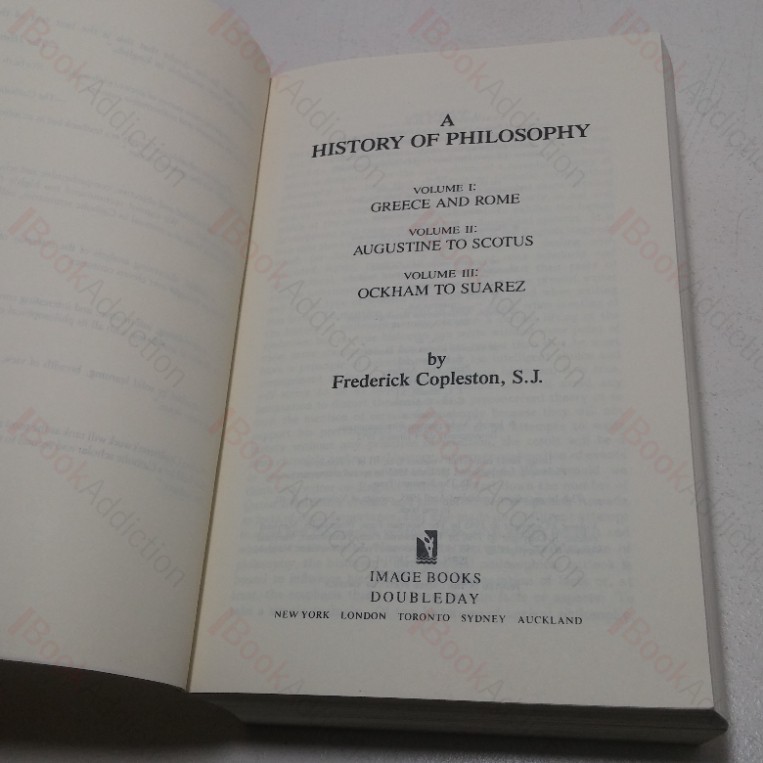 A
HISTORY OF PHILOSOPHY
VOLUME I:
GREECE AND ROME
VOLUME II:
AUGUSTINE TO SCOTUS
VOLUME III:
OCKHAM TO SUAREZ
by
Frederick Copleston, S.J.
IMAGE BOOKS
DOUBLEDAY
NEW YORK LONDON TORONTO SYDNEY AUCKLAND
BookAddiction